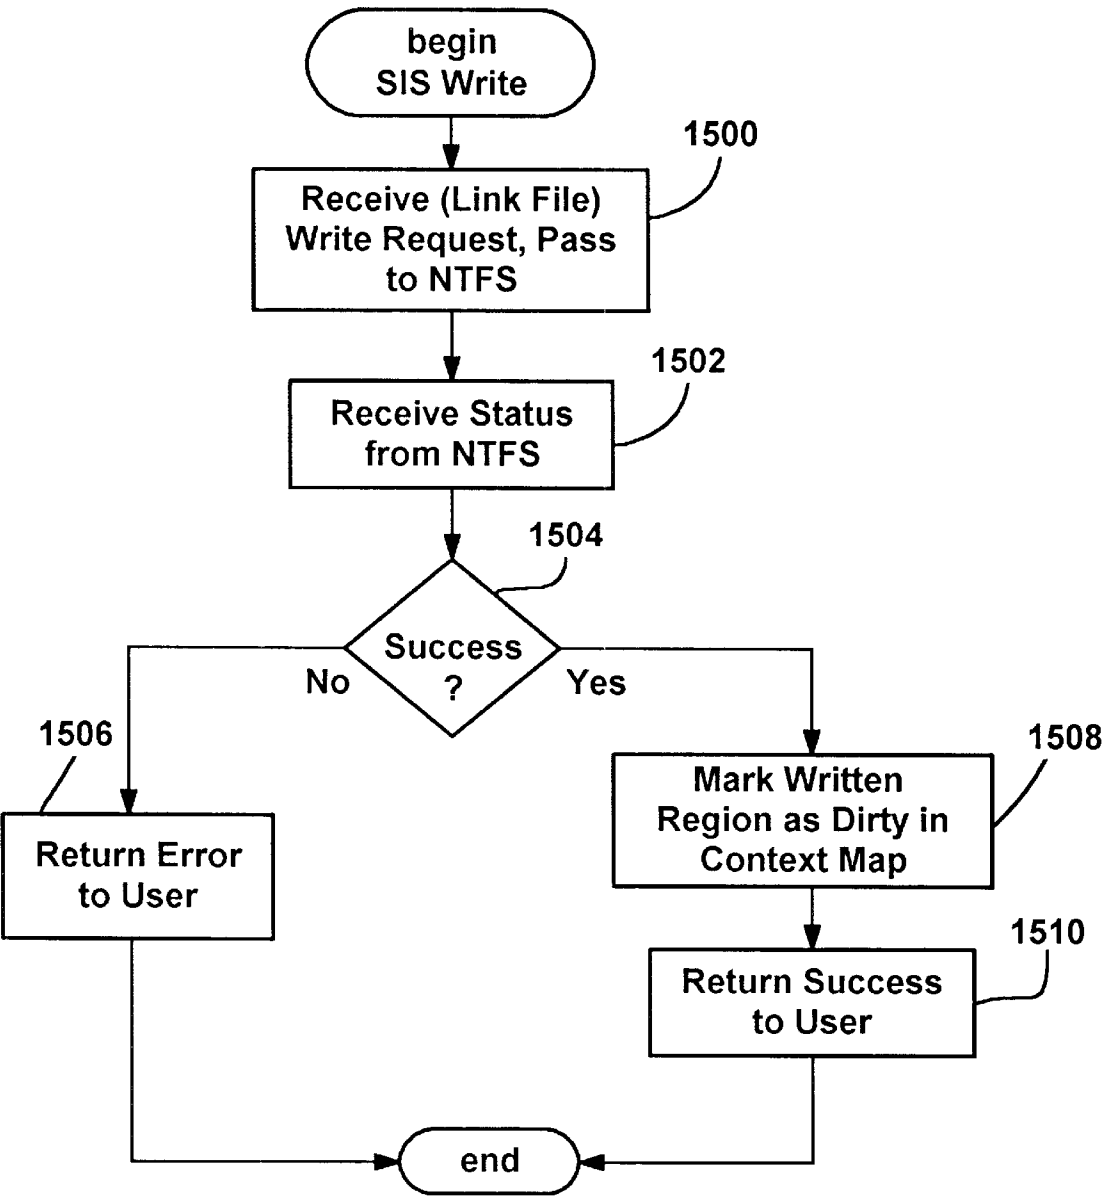 begin
SIS Write
1500
Receive (Link File)
Write Request, Pass
to NTFS
1502
Receive Status
from NTFS
1504
Success
?
No
Yes
1506
Return Error
to User
1508
Mark Written
Region as Dirty in
Context Map
1510
Return Success
to User
end